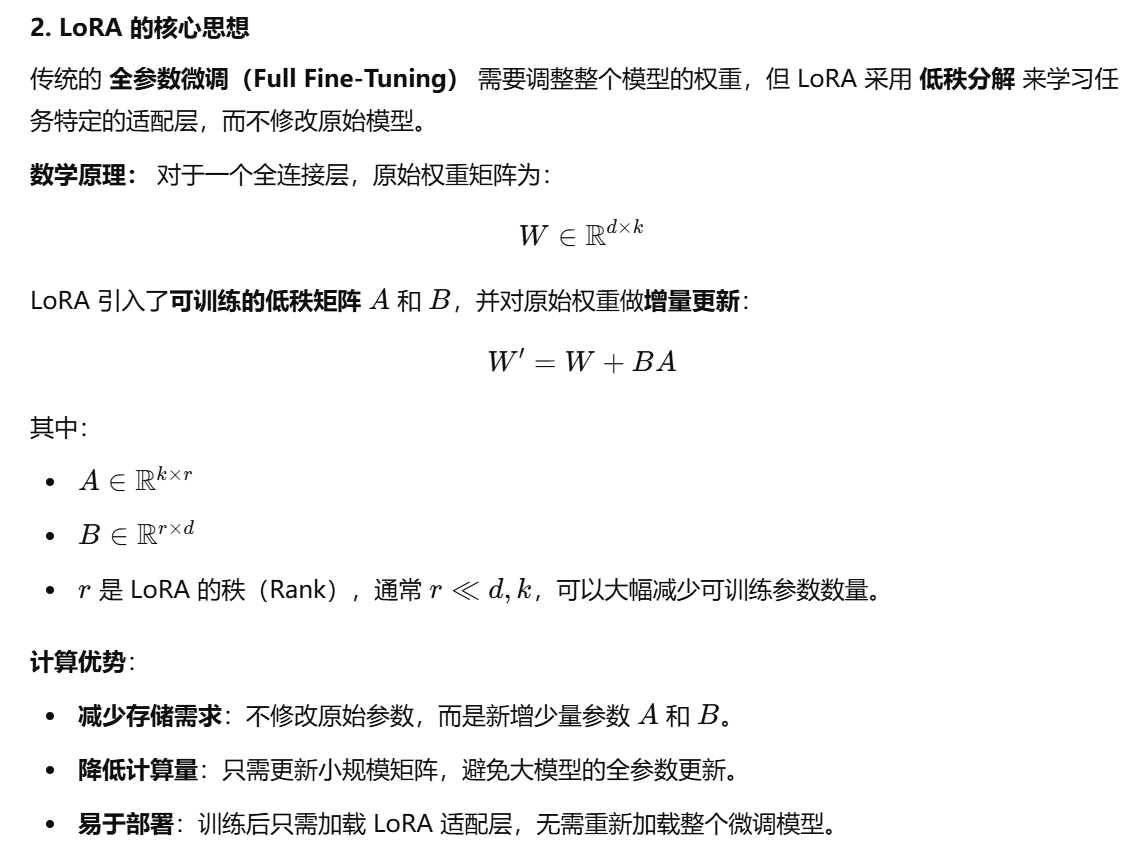 2. LoRA 的核心思想
传统的 全参数微调（Full Fine-Tuning） 需要调整整个模型的权重，但 LoRA 采用 低秩分解 来学习任
务特定的适配层，而不修改原始模型。
数学原理： 对于一个全连接层，原始权重矩阵为：
W ∈ ℝ^{d×k}
LoRA 引入了可训练的低秩矩阵 A 和 B，并对原始权重做增量更新：
W′ = W + BA
其中：
• A ∈ ℝ^{k×r}
• B ∈ ℝ^{r×d}
• r 是 LoRA 的秩（Rank），通常 r ≪ d, k，可以大幅减少可训练参数数量。
计算优势：
• 减少存储需求：不修改原始参数，而是新增少量参数 A 和 B。
• 降低计算量：只需更新小规模矩阵，避免大模型的全参数更新。
• 易于部署：训练后只需加载 LoRA 适配层，无需重新加载整个微调模型。